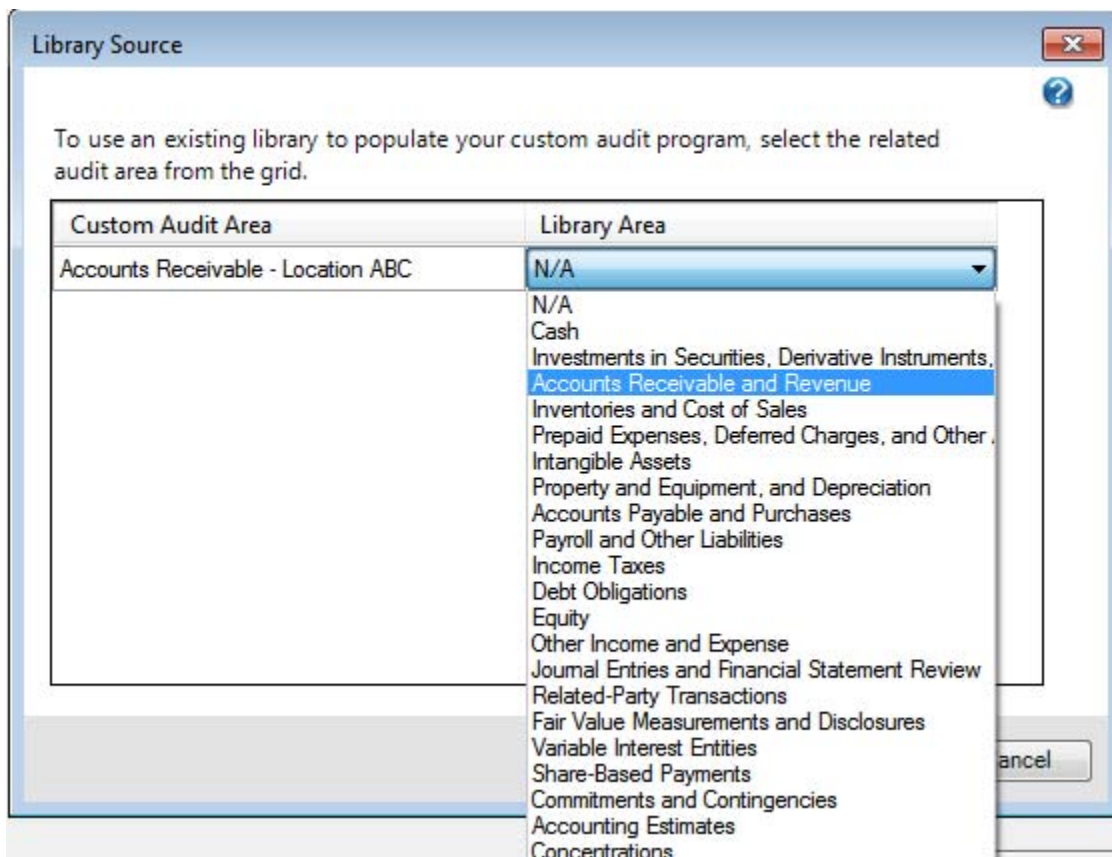 Library Source
To use an existing library to populate your custom audit program, select the related
audit area from the grid.
Custom Audit Area Library Area
Accounts Receivable - Location ABC N/A
N/A
Cash
Investments in Securities, Derivative Instruments,
Accounts Receivable and Revenue
Inventories and Cost of Sales
Prepaid Expenses, Deferred Charges, and Other
Intangible Assets
Property and Equipment, and Depreciation
Accounts Payable and Purchases
Payroll and Other Liabilities
Income Taxes
Debt Obligations
Equity
Other Income and Expense
Journal Entries and Financial Statement Review
Related-Party Transactions
Fair Value Measurements and Disclosures
Variable Interest Entities
ancel
Share-Based Payments
Commitments and Contingencies
Accounting Estimates
Concentrations